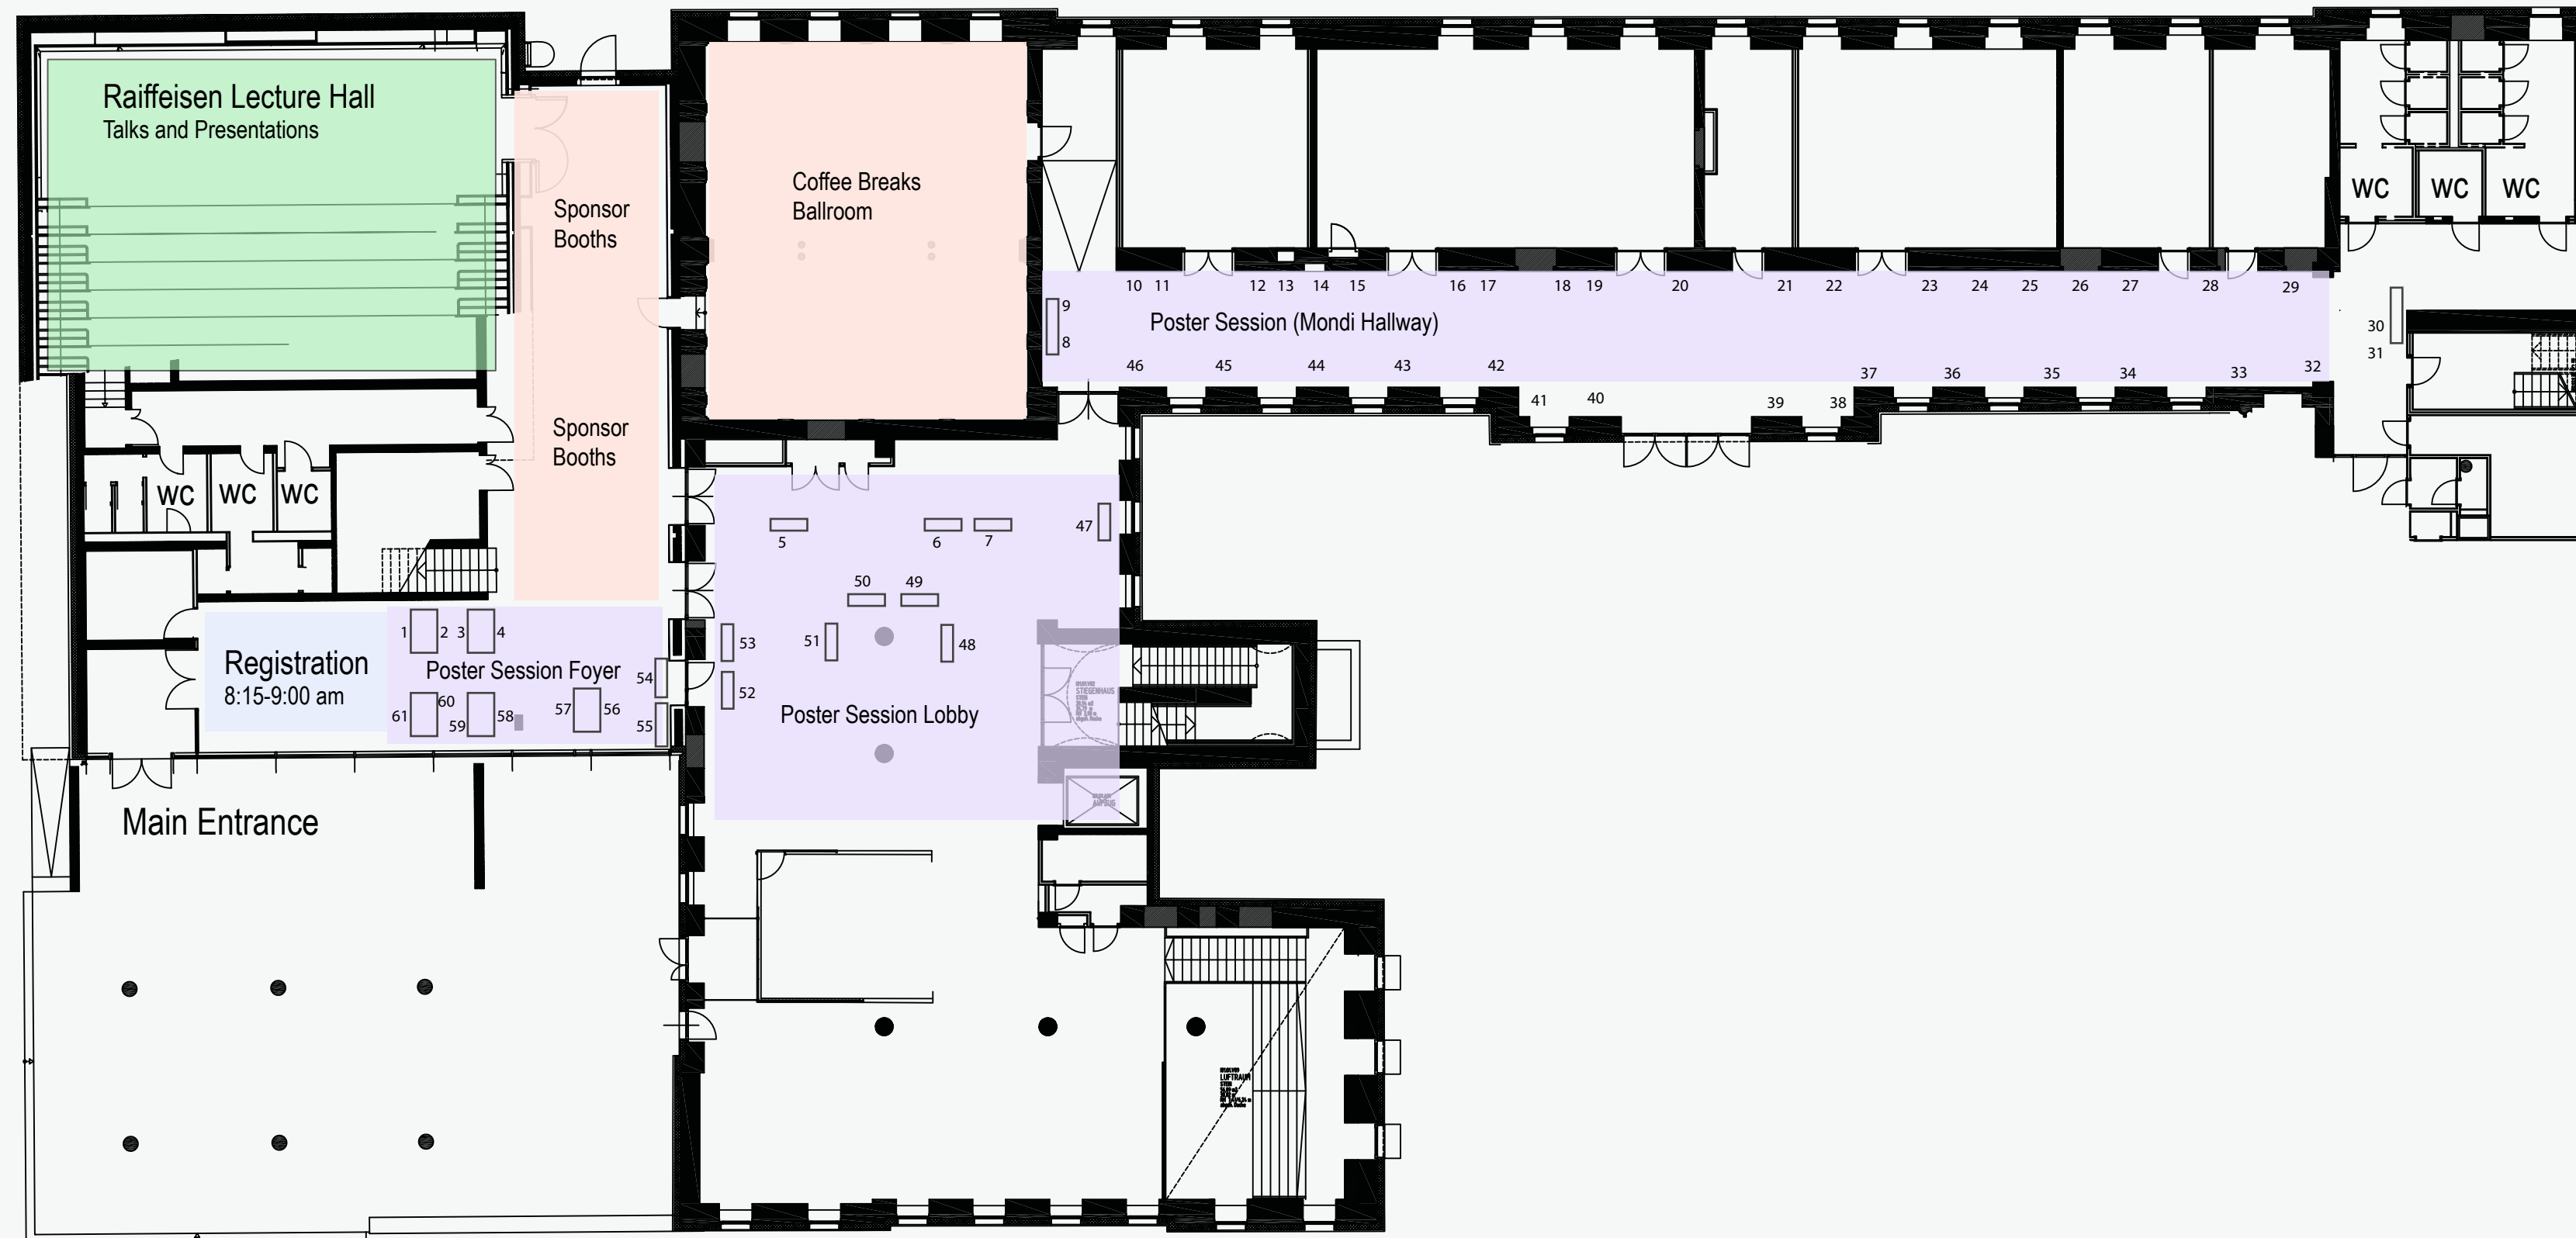 Raiffeisen Lecture Hall
Talks and Presentations
Sponsor
Booths
Coffee Breaks
Ballroom
WC
WC
WC
10 11 12 13 14 15 16 17 18 19 20 21 22 23 24 25 26 27 28 29
9
Poster Session (Mondi Hallway)
30
8
31
46 45 44 43 42 37 36 35 34 33 32
41 40 39 38
Sponsor
Booths
WC
WC
WC
5 6 7 47
50 49
1 2 3 4
53 51 48
Registration
8:15-9:00 am
Poster Session Foyer
54
52
61 60 59 58 57 56 55
Poster Session Lobby
STIEGENHAUS
STEIN
Main Entrance
LUFTRAUM
STEIN